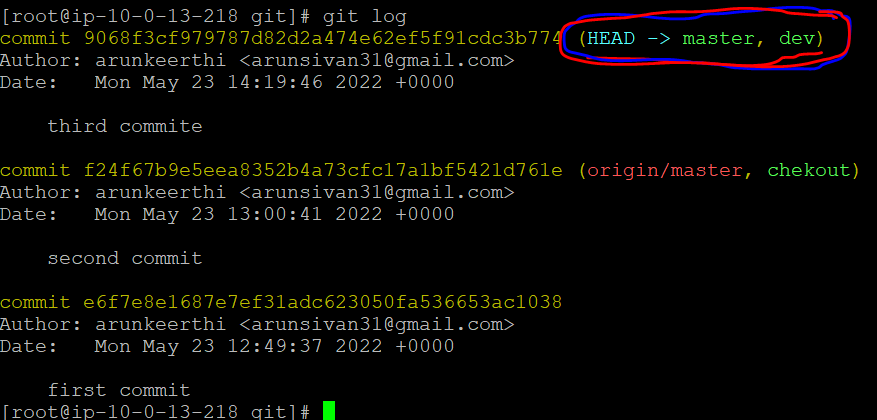 [root@ip-10-0-13-218 git]# git log
commit 9068f3cf979787d82d2a474e62ef5f91cdc3b774 (HEAD -> master, dev)
Author: arunkeerthi <arunsivan31@gmail.com>
Date:   Mon May 23 14:19:46 2022 +0000
    third commite
commit f24f67b9e5eea8352b4a73cfc17a1bf5421d761e (origin/master, chekout)
Author: arunkeerthi <arunsivan31@gmail.com>
Date:   Mon May 23 13:00:41 2022 +0000
    second commit
commit e6f7e8e1687e7ef31adc623050fa536653ac1038
Author: arunkeerthi <arunsivan31@gmail.com>
Date:   Mon May 23 12:49:37 2022 +0000
    first commit
[root@ip-10-0-13-218 git]#